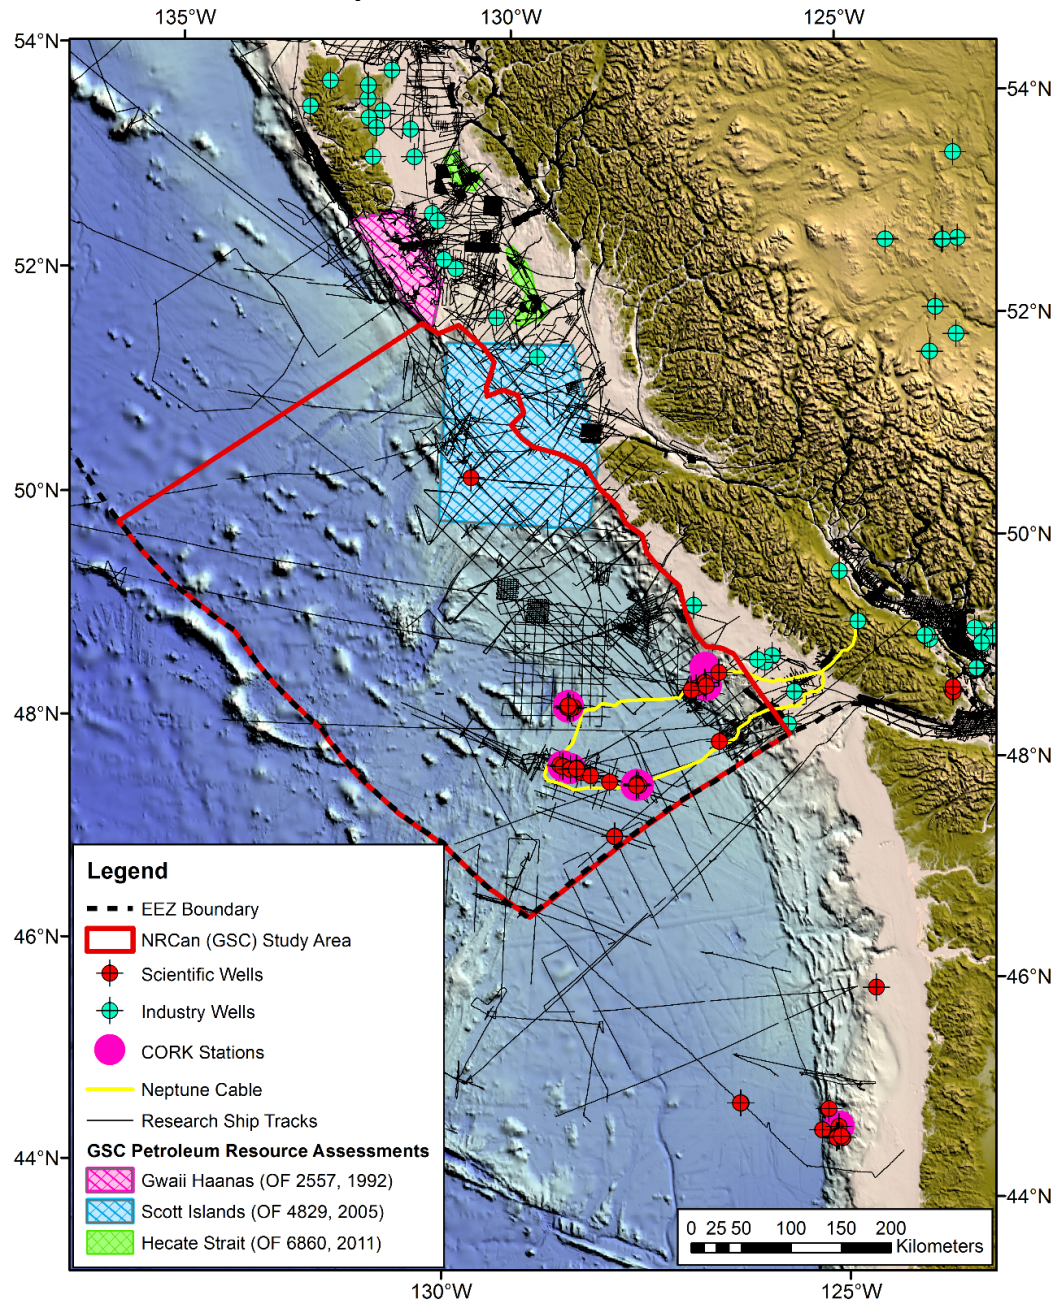 135°W 130°W 125°W
54°N
54°N
52°N
52°N
50°N
50°N
48°N
48°N
46°N
46°N
44°N
44°N
Legend
EEZ Boundary
NRCan (GSC) Study Area
Scientific Wells
Industry Wells
CORK Stations
Neptune Cable
Research Ship Tracks
GSC Petroleum Resource Assessments
Gwaii Haanas (OF 2557, 1992)
Scott Islands (OF 4829, 2005)
Hecate Strait (OF 6860, 2011)
0 25 50 100 150 200
Kilometers
130°W 125°W